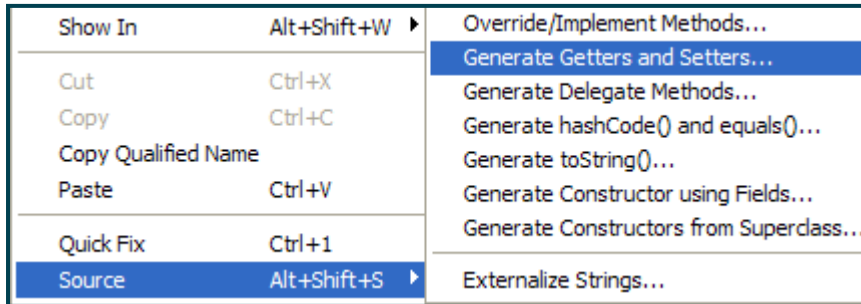 Show In Alt+Shift+W
Cut Ctrl+X
Copy Ctrl+C
Copy Qualified Name
Paste Ctrl+V
Quick Fix Ctrl+1
Source Alt+Shift+S
Override/Implement Methods...
Generate Getters and Setters...
Generate Delegate Methods...
Generate hashCode() and equals()...
Generate toString()...
Generate Constructor using Fields...
Generate Constructors from Superclass...
Externalize Strings...